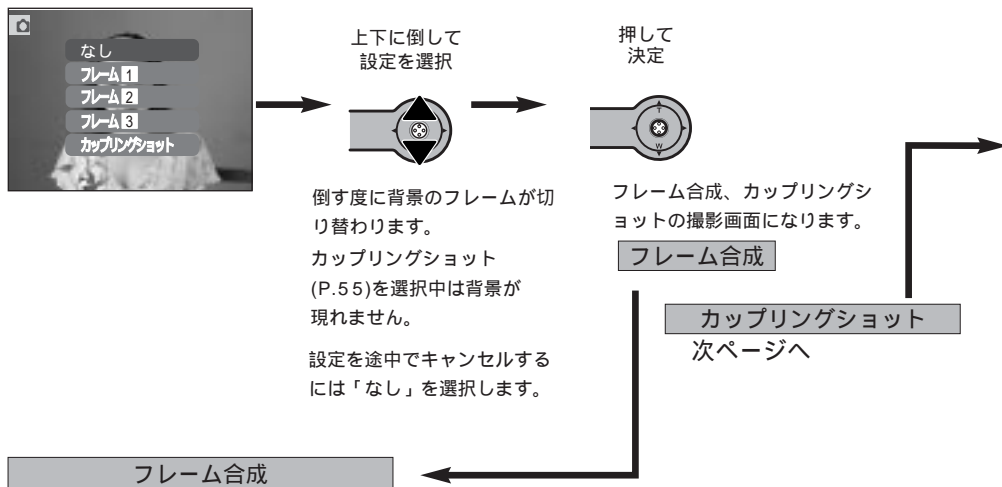 なし
フレーム1
フレーム2
フレーム3
カップリングショット
上下に倒して
設定を選択
倒す度に背景のフレームが切
り替わります。
カップリングショット
(P.55)を選択中は背景が
現れません。
設定を途中でキャンセルする
には「なし」を選択します。
押して
決定
T
W
フレーム合成、カップリングシ
ョットの撮影画面になります。
フレーム合成
カップリングショット
次ページへ
フレーム合成